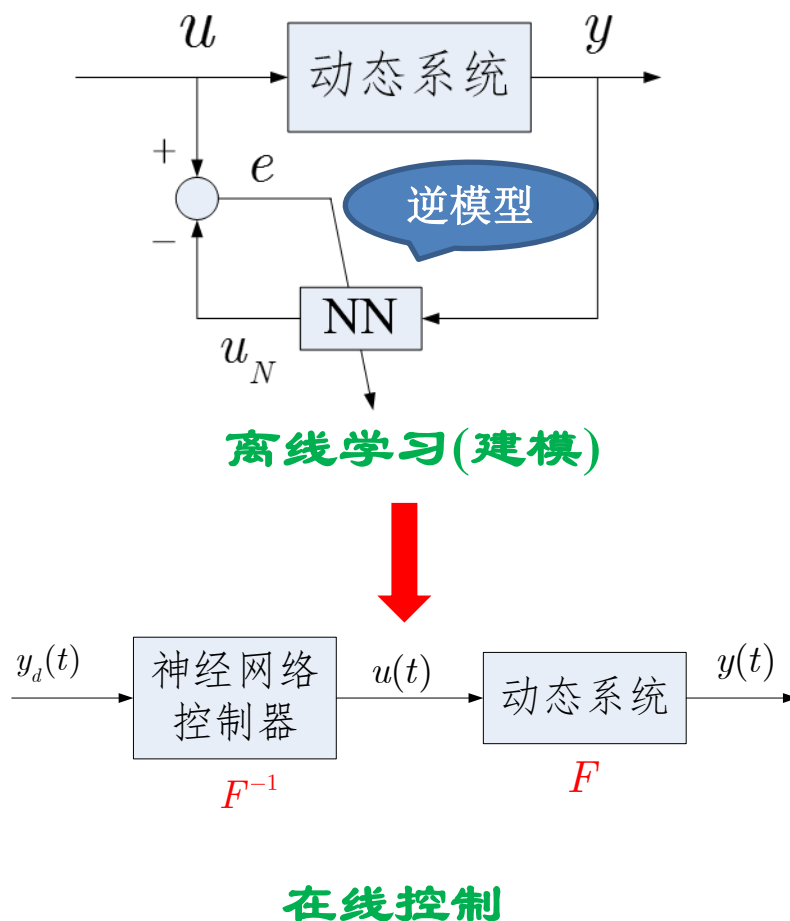 u
动态系统
y
+
e
逆模型
−
NN
u_N
离线学习(建模)
y_d(t)
神经网络
控制器
u(t)
动态系统
y(t)
F^{-1}
F
在线控制